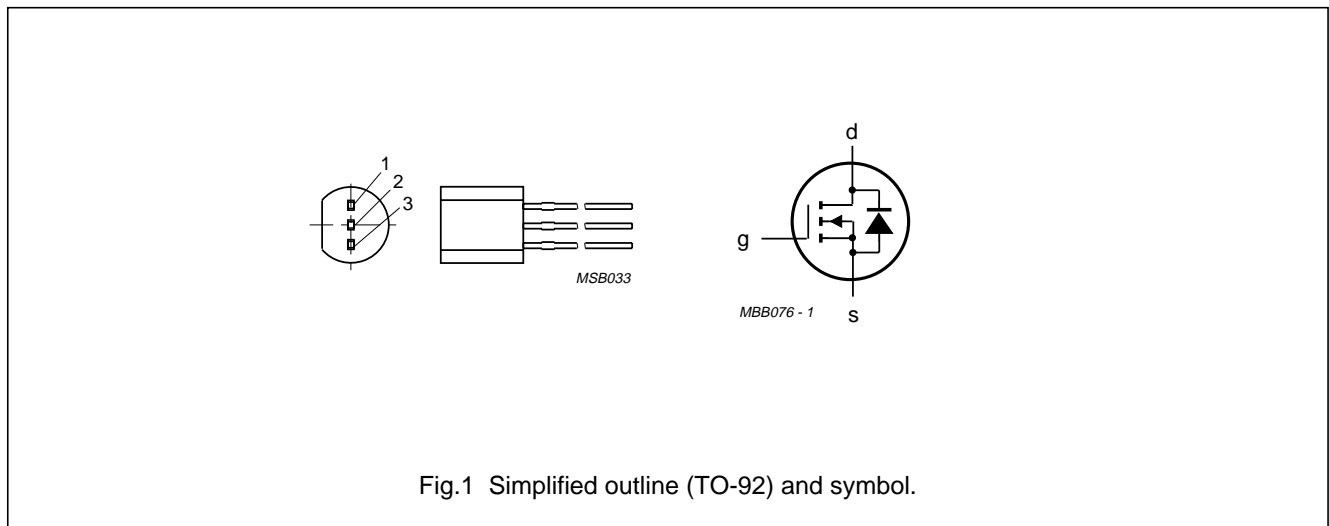 1
2
3
MSB033
d
g
s
MBB076 - 1
Fig.1 Simplified outline (TO-92) and symbol.